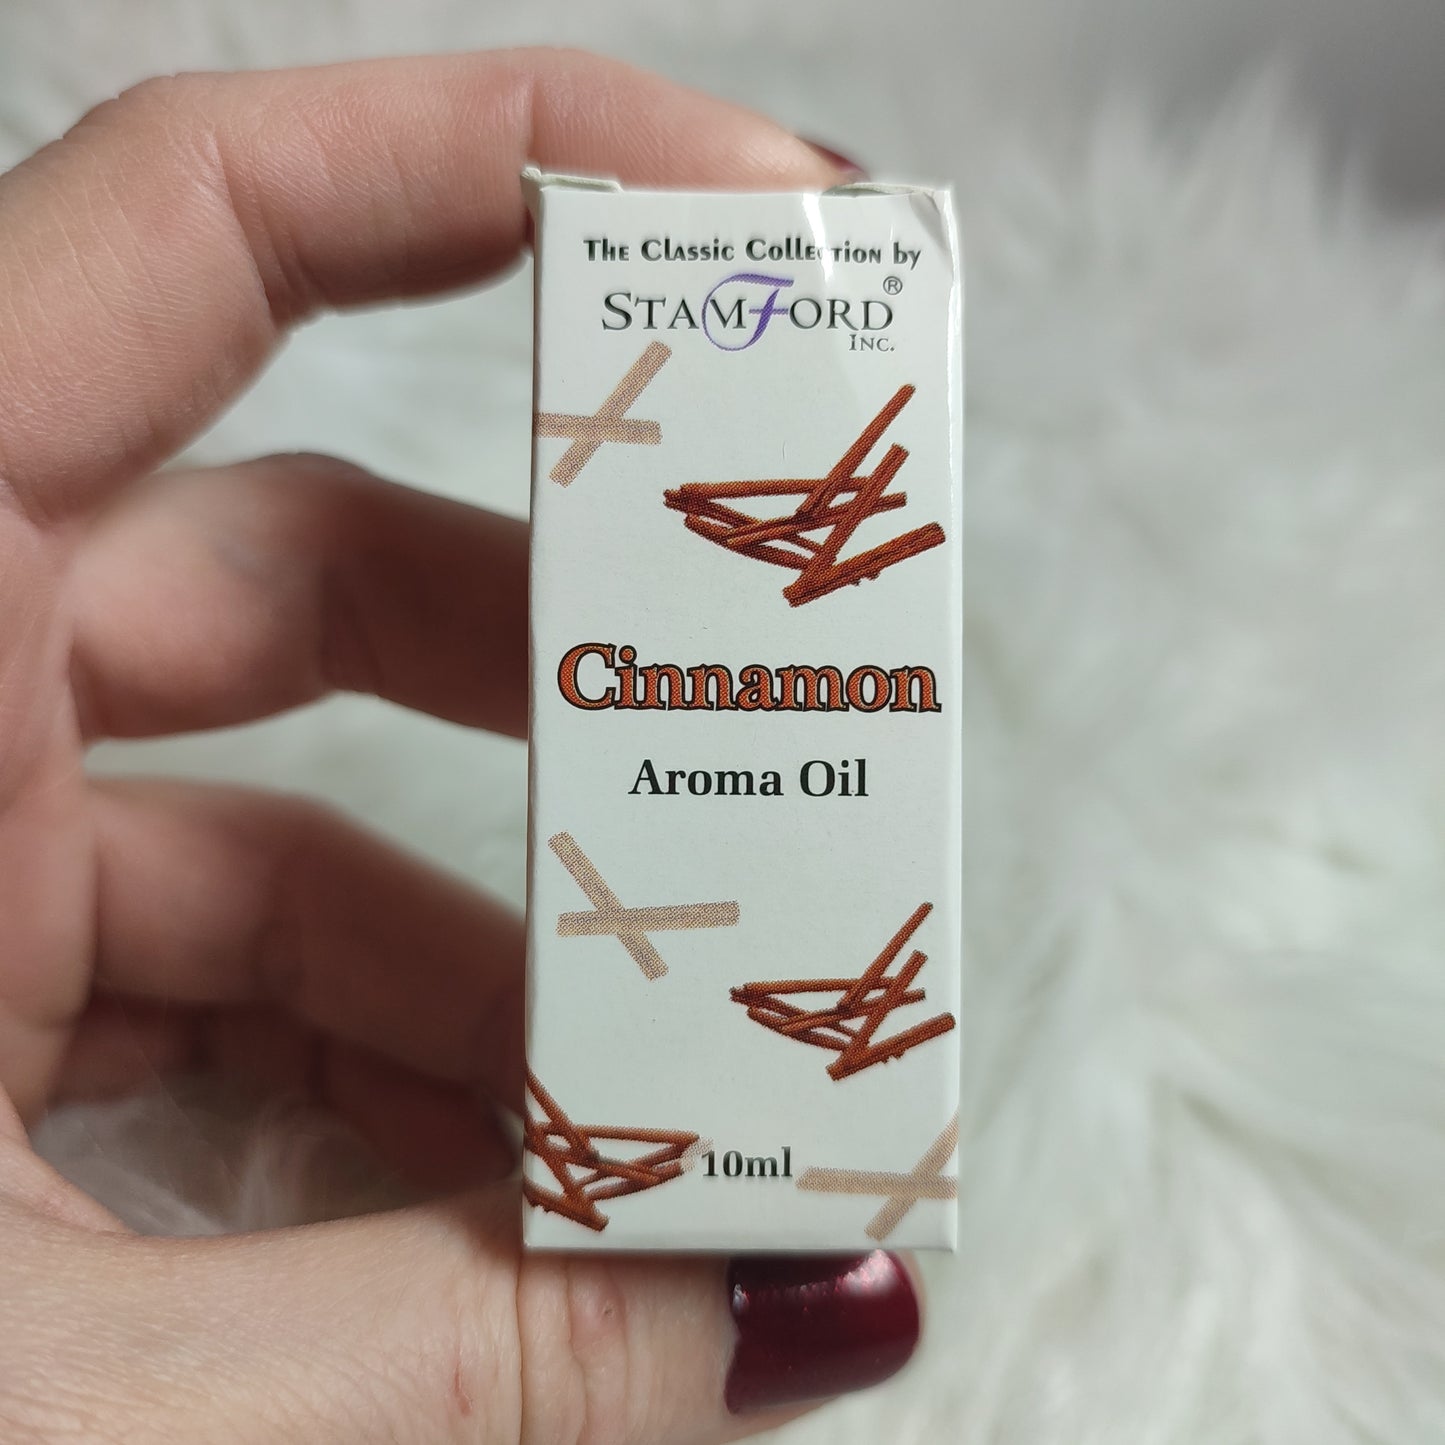 The Classic Collection by
STAMFORD®
INC.
Cinnamon
Aroma Oil
10ml